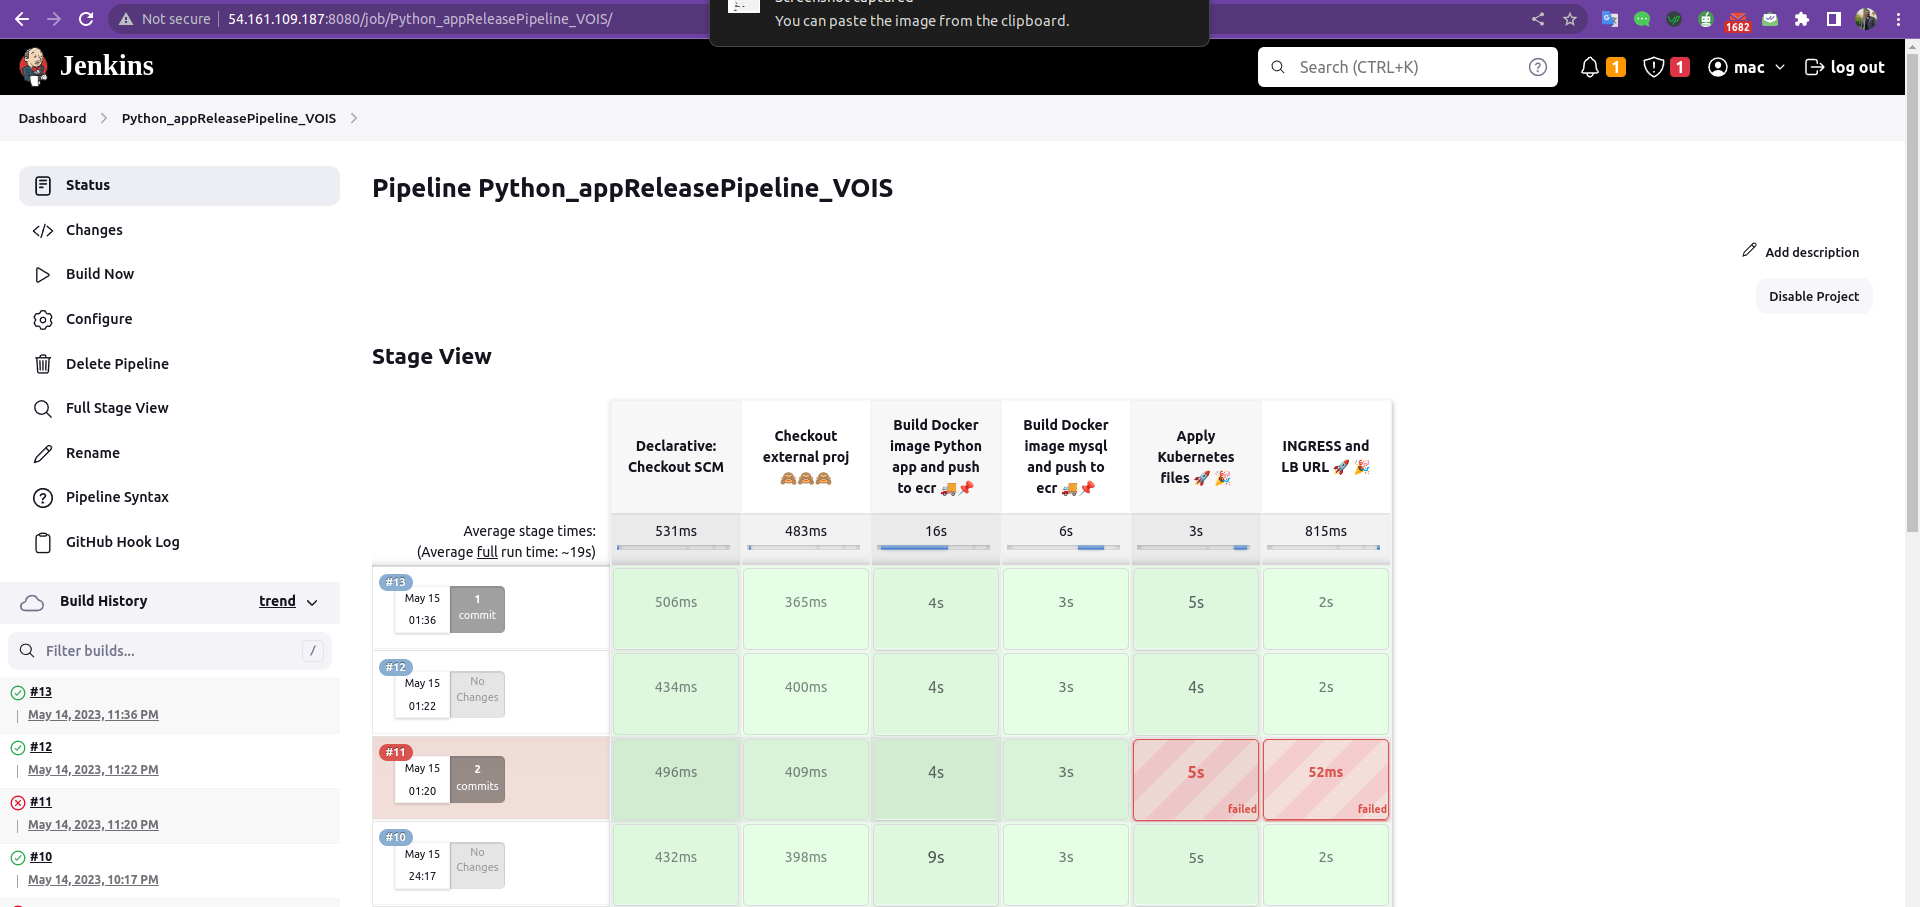 You can paste the image from the clipboard.
Not secure
54.161.109.187:8080/job/Python_appReleasePipeline_VOIS/
1682
Jenkins
Search (CTRL+K)
1
1
mac
log out
Dashboard
Python_appReleasePipeline_VOIS
Status
Changes
Build Now
Configure
Delete Pipeline
Full Stage View
Rename
Pipeline Syntax
GitHub Hook Log
Build History
trend
Filter builds...
/
#13
May 14, 2023, 11:36 PM
#12
May 14, 2023, 11:22 PM
#11
May 14, 2023, 11:20 PM
#10
May 14, 2023, 10:17 PM
Pipeline Python_appReleasePipeline_VOIS
Add description
Disable Project
Stage View
Declarative:
Checkout SCM
Checkout
external proj
🙈🙈🙈
Build Docker
image Python
app and push
to ecr 🚚📌
Build Docker
image mysql
and push to
ecr 🚚📌
Apply
Kubernetes
files 🚀 🎉
INGRESS and
LB URL 🚀 🎉
Average stage times:
(Average full run time: ~19s)
531ms
483ms
16s
6s
3s
815ms
#13
May 15
01:36
1
commit
506ms
365ms
4s
3s
5s
2s
#12
May 15
01:22
No
Changes
434ms
400ms
4s
3s
4s
2s
#11
May 15
01:20
2
commits
496ms
409ms
4s
3s
5s
failed
52ms
failed
#10
May 15
24:17
No
Changes
432ms
398ms
9s
3s
5s
2s